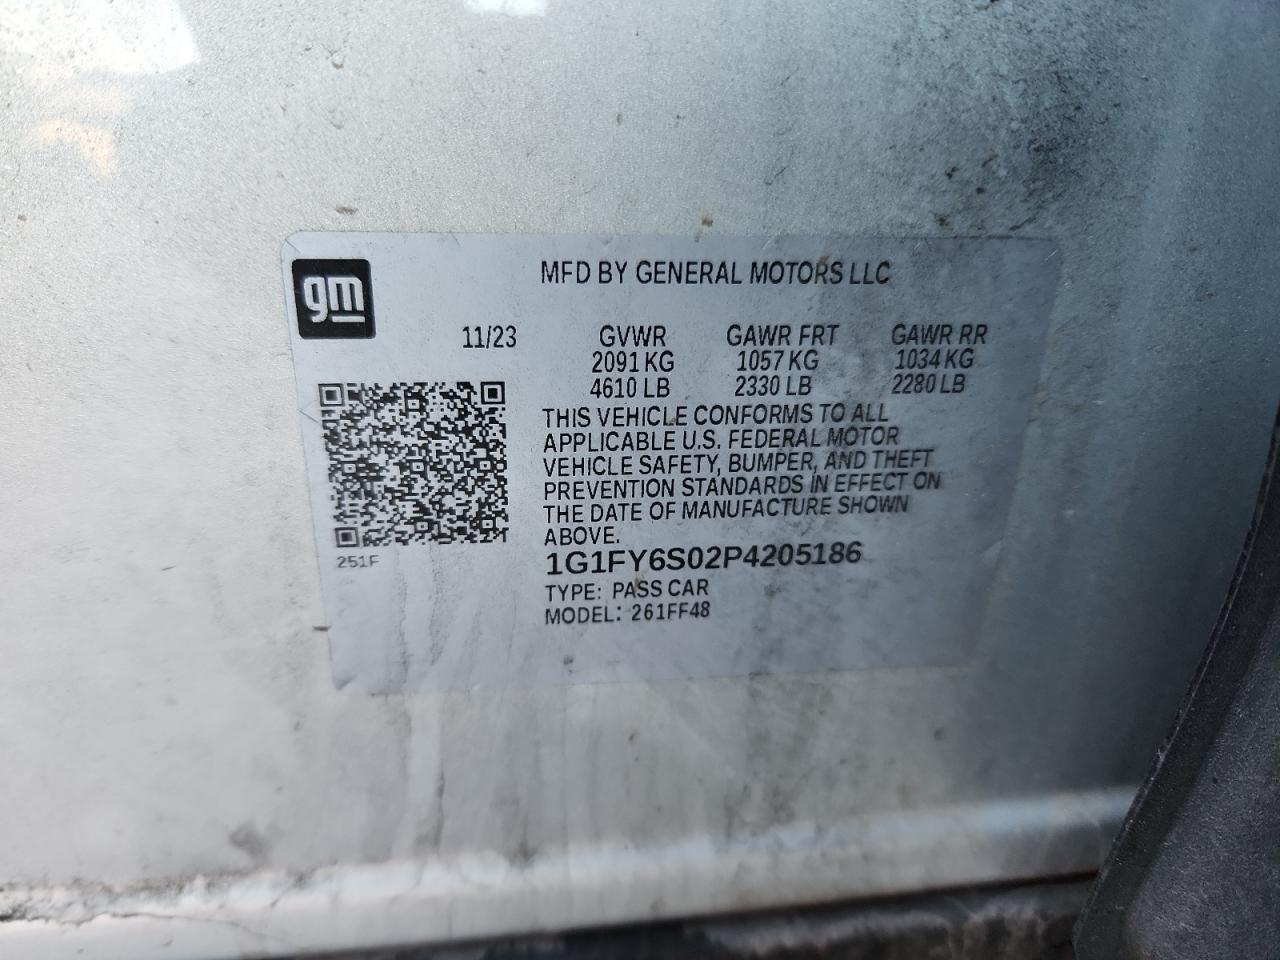 gm
MFD BY GENERAL MOTORS LLC
11/23 GVWR GAWR FRT GAWR RR
2091 KG 1057 KG 1034 KG
4610 LB 2330 LB 2280 LB
THIS VEHICLE CONFORMS TO ALL
APPLICABLE U.S. FEDERAL MOTOR
VEHICLE SAFETY, BUMPER, AND THEFT
PREVENTION STANDARDS IN EFFECT ON
THE DATE OF MANUFACTURE SHOWN
ABOVE.
251F
1G1FY6S02P4205186
TYPE: PASS CAR
MODEL: 261FF48